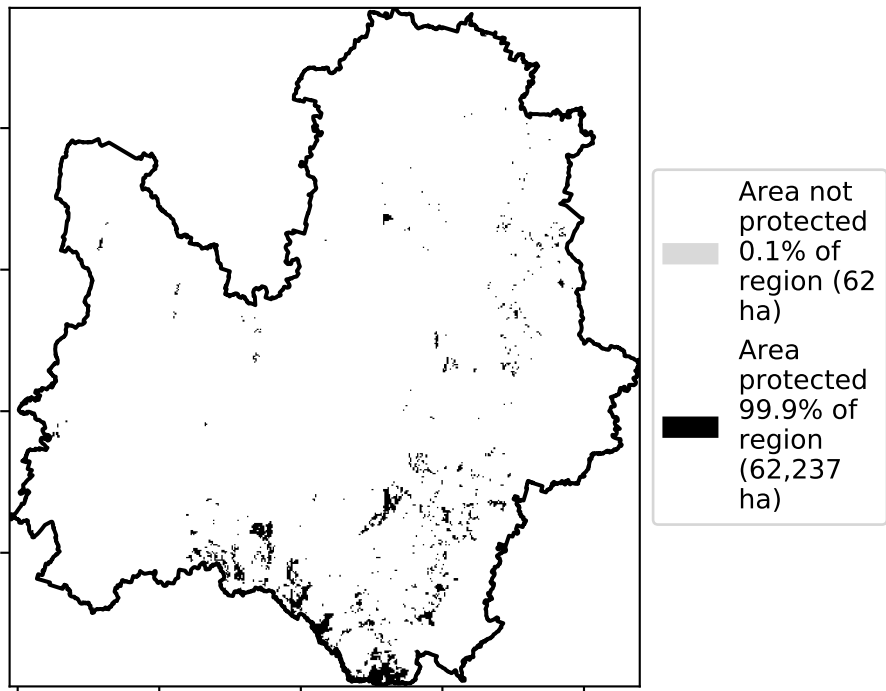 Area not
protected
0.1% of
region (62
ha)
Area
protected
99.9% of
region
(62,237
ha)